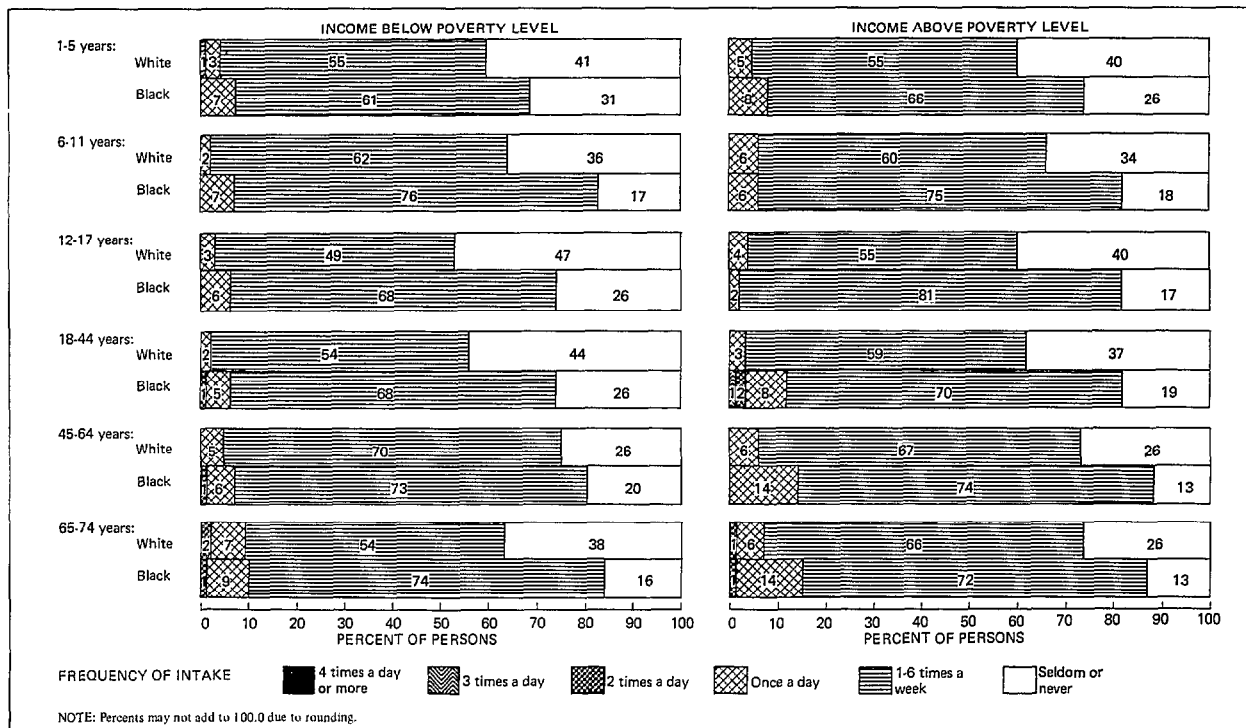 INCOME BELOW POVERTY LEVEL INCOME ABOVE POVERTY LEVEL
1-5 years:
White 1 3 55 41 5 55 40
Black 7 61 31 8 66 26
6-11 years:
White 2 62 36 6 60 34
Black 7 76 17 6 75 18
12-17 years:
White 3 49 47 4 55 40
Black 6 68 26 2 81 17
18-44 years:
White 2 54 44 3 59 37
Black 1 5 68 26 1 2 8 70 19
45-64 years:
White 5 70 26 6 67 26
Black 1 6 73 20 14 74 13
65-74 years:
White 2 7 54 38 1 6 66 26
Black 1 9 74 16 1 14 72 13
0 10 20 30 40 50 60 70 80 90 100 0 10 20 30 40 50 60 70 80 90 100
PERCENT OF PERSONS PERCENT OF PERSONS
FREQUENCY OF INTAKE 4 times a day or more 3 times a day 2 times a day Once a day 1-6 times a week Seldom or never
NOTE: Percents may not add to 100.0 due to rounding.